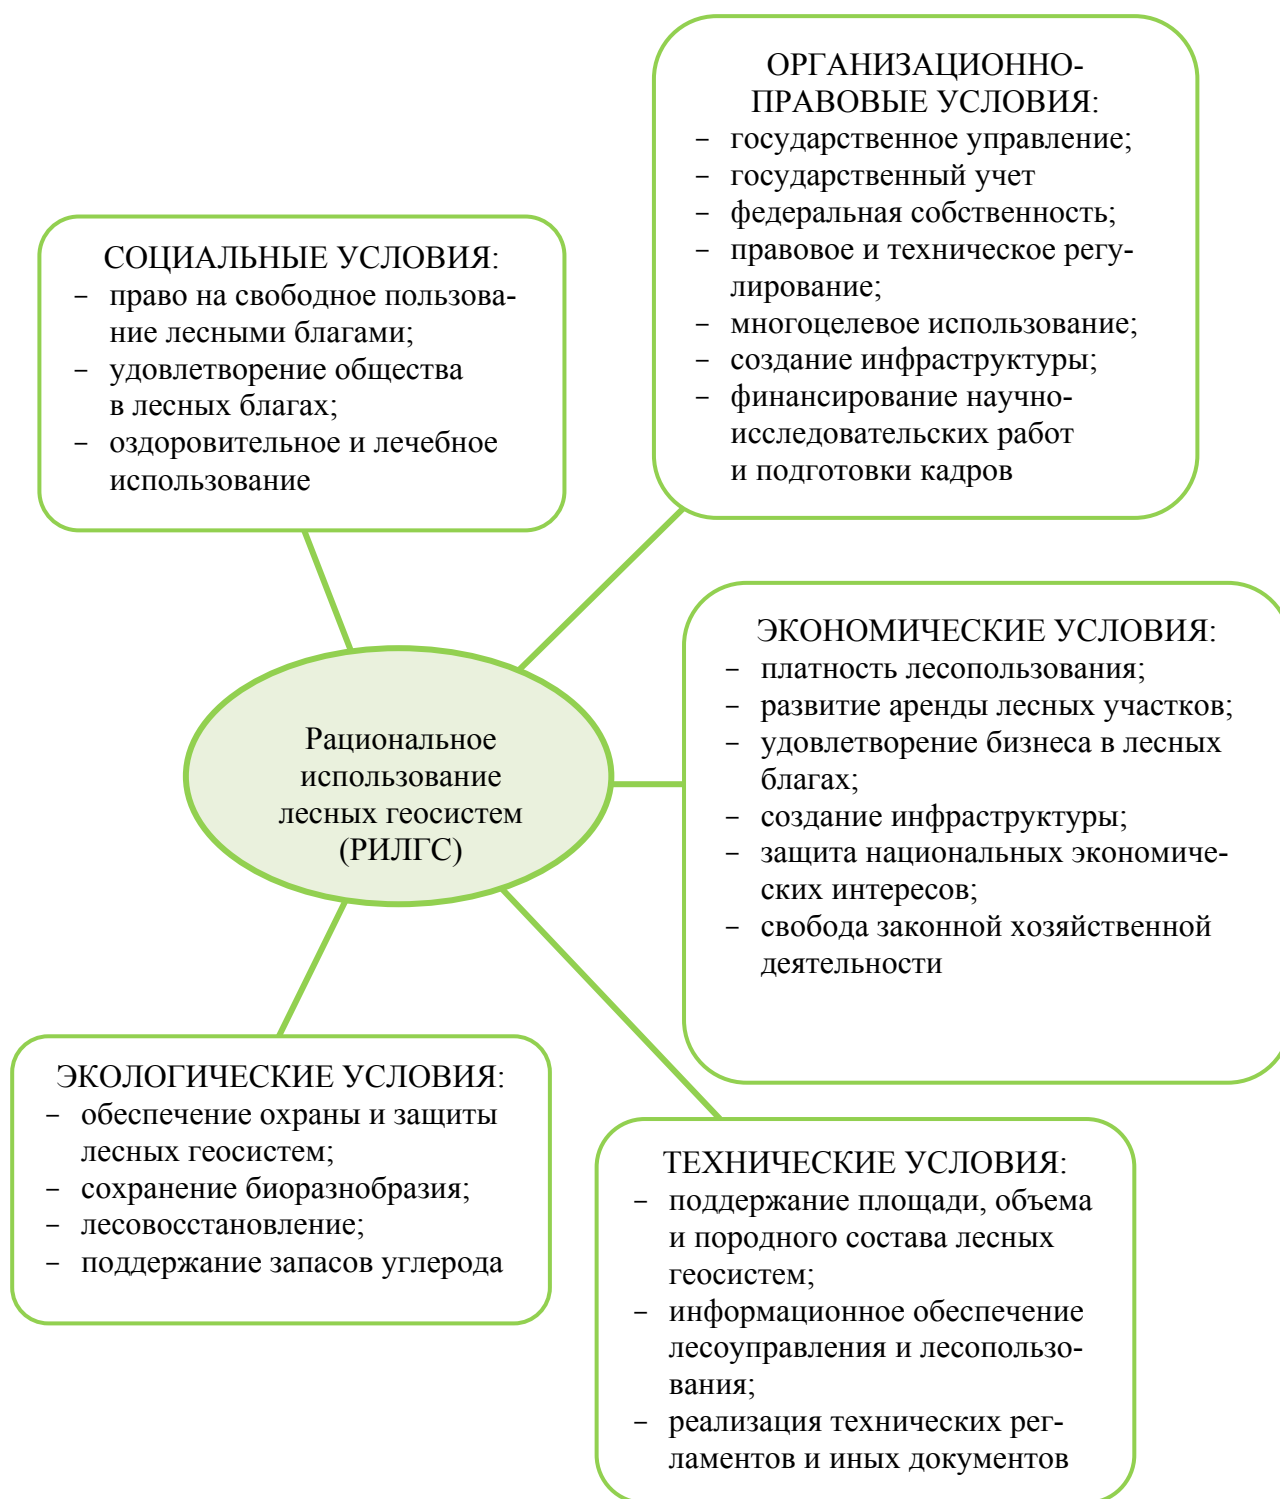 ОРГАНИЗАЦИОННО-
ПРАВОВЫЕ УСЛОВИЯ:
– государственное управление;
– государственный учет
– федеральная собственность;
– правовое и техническое регу-
лирование;
– многоцелевое использование;
– создание инфраструктуры;
– финансирование научно-
исследовательских работ
и подготовки кадров
СОЦИАЛЬНЫЕ УСЛОВИЯ:
– право на свободное пользова-
ние лесными благами;
– удовлетворение общества
в лесных благах;
– оздоровительное и лечебное
использование
ЭКОНОМИЧЕСКИЕ УСЛОВИЯ:
– платность лесопользования;
– развитие аренды лесных участков;
– удовлетворение бизнеса в лесных
благах;
– создание инфраструктуры;
– защита национальных экономиче-
ских интересов;
– свобода законной хозяйственной
деятельности
Рациональное
использование
лесных геосистем
(РИЛГС)
ЭКОЛОГИЧЕСКИЕ УСЛОВИЯ:
– обеспечение охраны и защиты
лесных геосистем;
– сохранение биоразнобразия;
– лесовосстановление;
– поддержание запасов углерода
ТЕХНИЧЕСКИЕ УСЛОВИЯ:
– поддержание площади, объема
и породного состава лесных
геосистем;
– информационное обеспечение
лесоуправления и лесопользо-
вания;
– реализация технических рег-
ламентов и иных документов